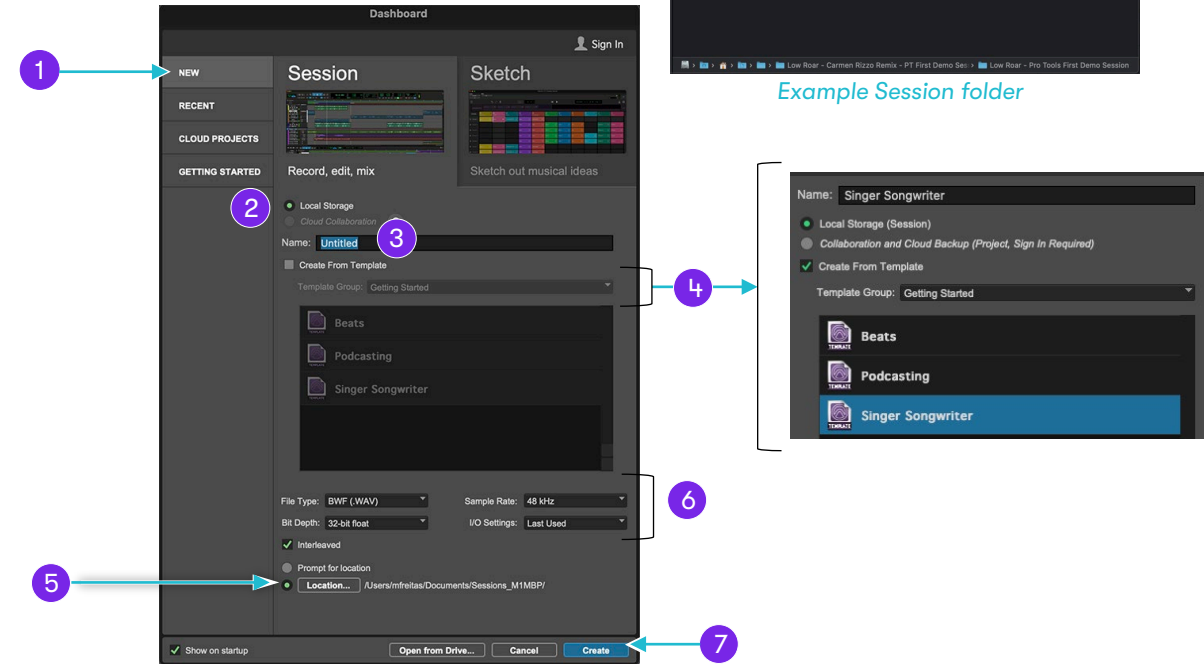 Dashboard
Sign In
1
NEW
RECENT
CLOUD PROJECTS
GETTING STARTED
Session
Record, edit, mix
Sketch
Sketch out musical ideas
2
Local Storage
Cloud Collaboration
3
Name: Untitled
Create From Template
Template Group: Getting Started
Beats
TEMPLATE
Podcasting
TEMPLATE
Singer Songwriter
TEMPLATE
File Type: BWF (.WAV)
Sample Rate: 48 kHz
Bit Depth: 32-bit float
I/O Settings: Last Used
6
Interleaved
Prompt for location
5
Location... /Users/mfreitas/Documents/Sessions_M1MBP/
Show on startup
Open from Drive...
Cancel
Create
7
Low Roar - Carmen Rizzo Remix - PT First Demo Ses › Low Roar - Pro Tools First Demo Session
Example Session folder
4
Name: Singer Songwriter
Local Storage (Session)
Collaboration and Cloud Backup (Project, Sign In Required)
Create From Template
Template Group: Getting Started
Beats
TEMPLATE
Podcasting
TEMPLATE
Singer Songwriter
TEMPLATE